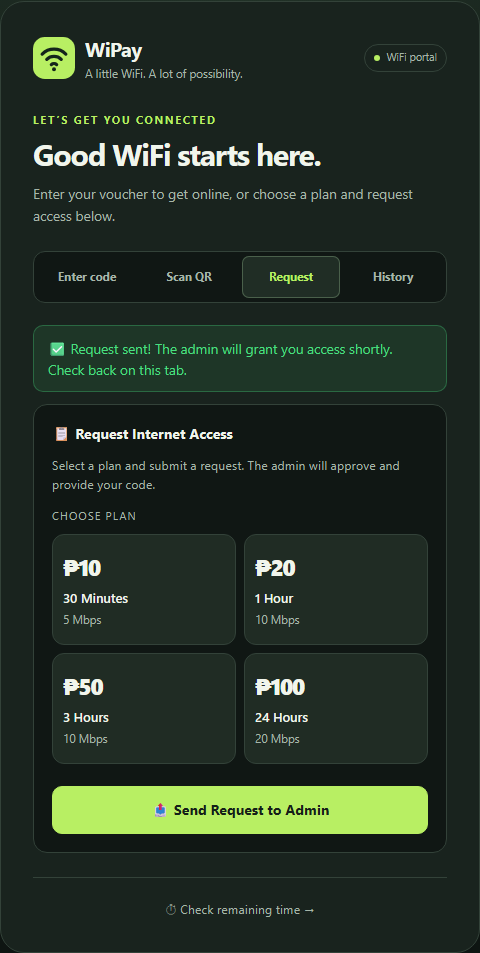 WiPay
A little WiFi. A lot of possibility.
WiFi portal
LET'S GET YOU CONNECTED
Good WiFi starts here.
Enter your voucher to get online, or choose a plan and request
access below.
Enter code
Scan QR
Request
History
✅ Request sent! The admin will grant you access shortly.
Check back on this tab.
📋 Request Internet Access
Select a plan and submit a request. The admin will approve and
provide your code.
CHOOSE PLAN
₱10
30 Minutes
5 Mbps
₱20
1 Hour
10 Mbps
₱50
3 Hours
10 Mbps
₱100
24 Hours
20 Mbps
📤 Send Request to Admin
⏱ Check remaining time →